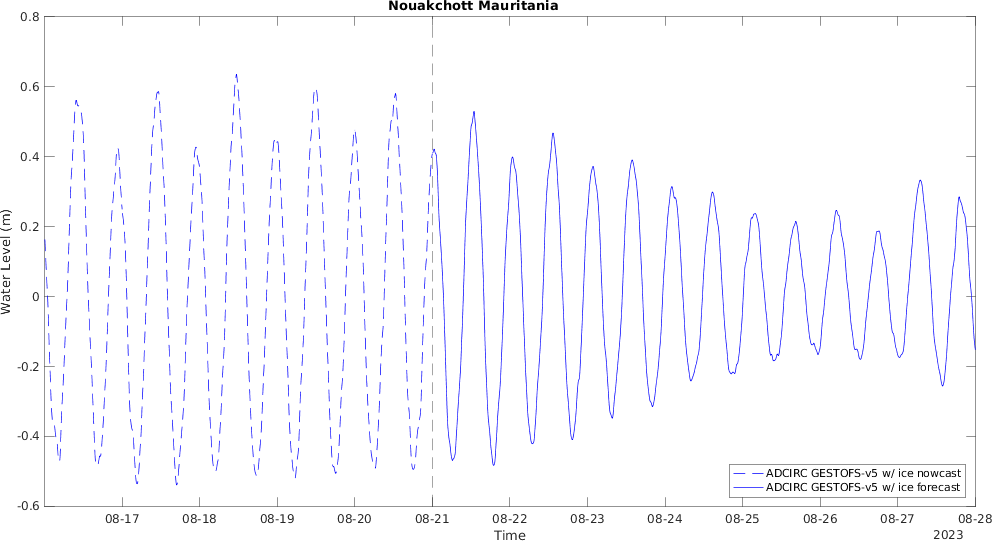 Nouakchott Mauritania
Water Level (m)
0.8
0.6
0.4
0.2
0
-0.2
-0.4
-0.6
ADCIRC GESTOFS-v5 w/ ice nowcast
ADCIRC GESTOFS-v5 w/ ice forecast
08-17 08-18 08-19 08-20 08-21 08-22 08-23 08-24 08-25 08-26 08-27 08-28
Time
2023